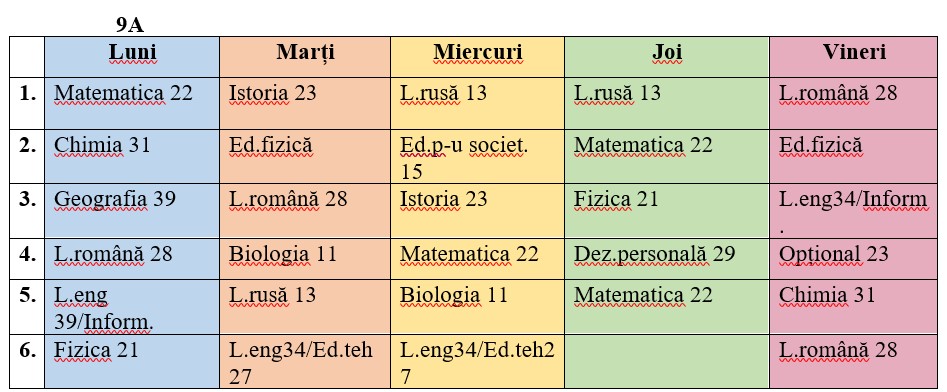 9A
Luni Marți Miercuri Joi Vineri
1. Matematica 22 Istoria 23 L.rusă 13 L.rusă 13 L.română 28
2. Chimia 31 Ed.fizică Ed.p-u societ. Matematica 22 Ed.fizică
15
3. Geografia 39 L.română 28 Istoria 23 Fizica 21 L.eng34/Inform
.
4. L.română 28 Biologia 11 Matematica 22 Dez.personală 29 Opțional 23
5. L.eng L.rusă 13 Biologia 11 Matematica 22 Chimia 31
39/Inform.
6. Fizica 21 L.eng34/Ed.teh L.eng34/Ed.teh2 L.română 28
27 7